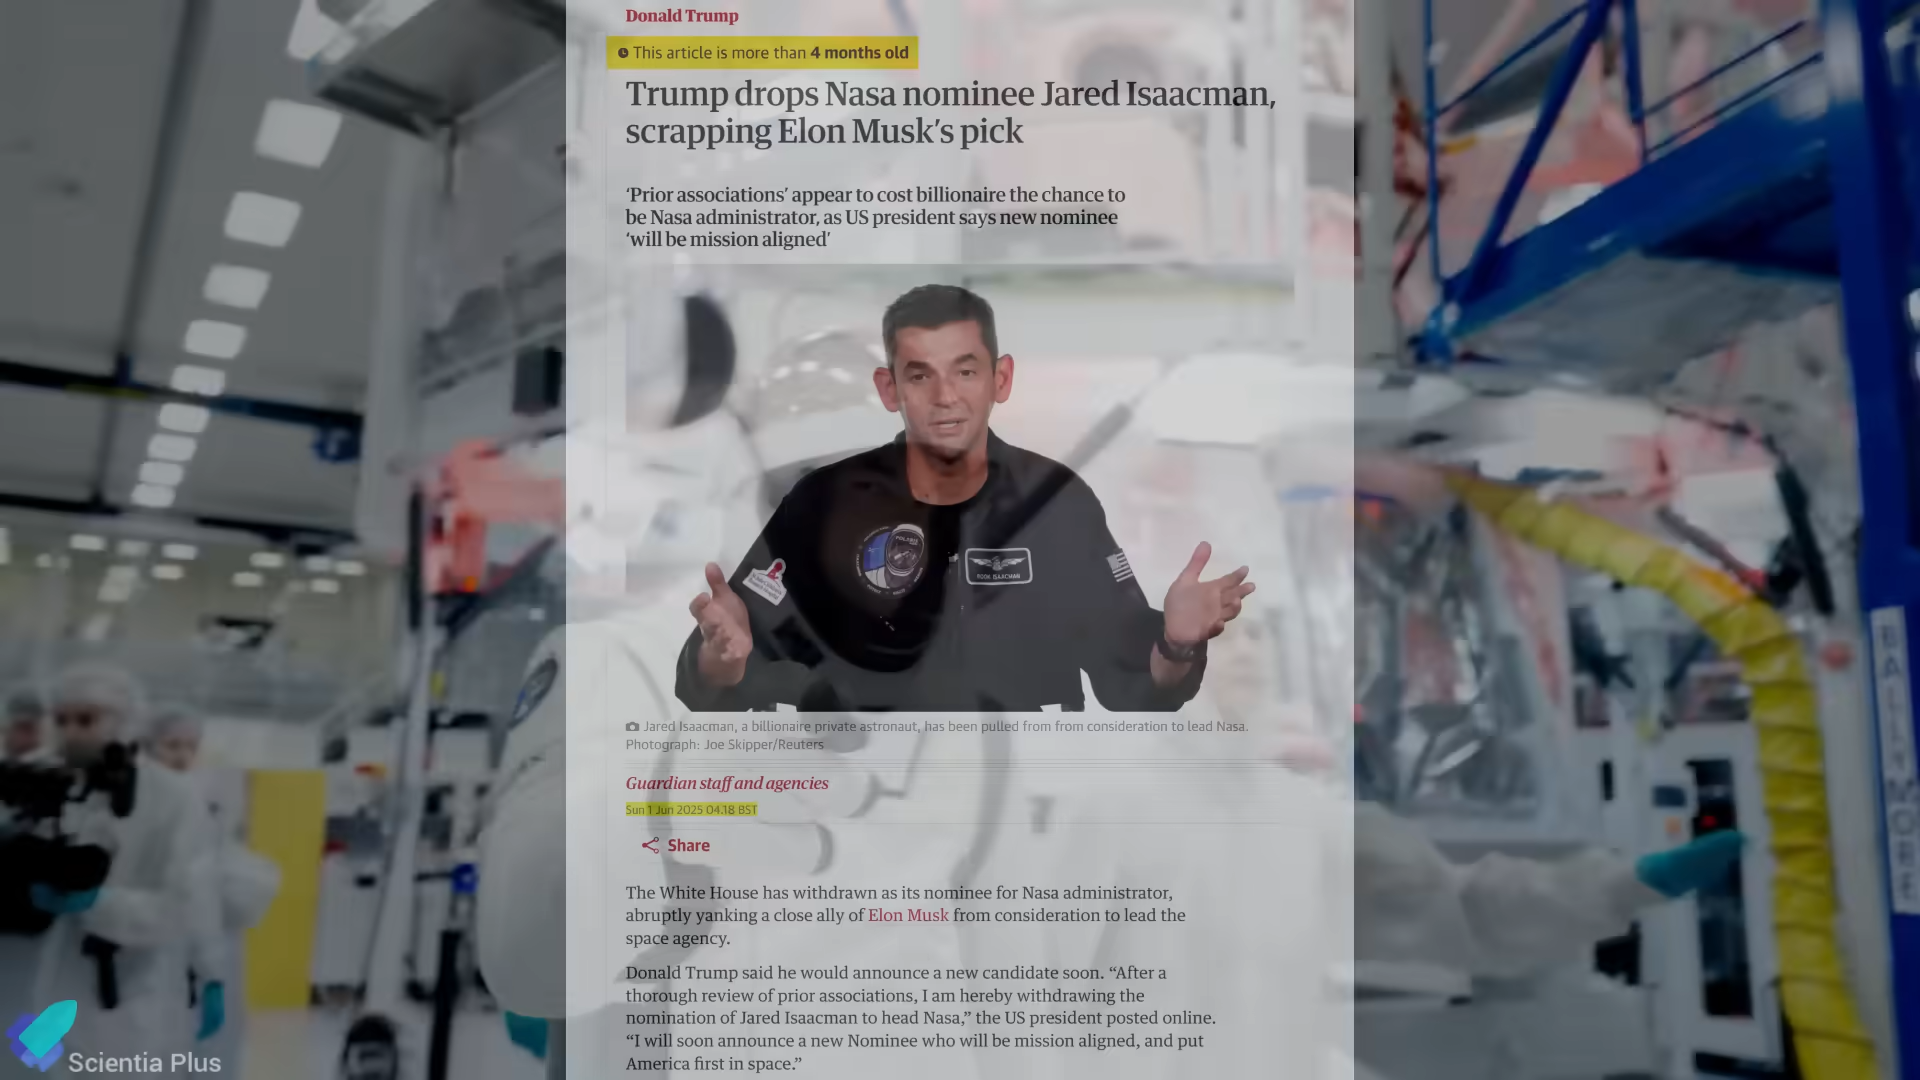 Donald Trump
This article is more than 4 months old
Trump drops Nasa nominee Jared Isaacman,
scrapping Elon Musk’s pick
‘Prior associations’ appear to cost billionaire the chance to
be Nasa administrator, as US president says new nominee
‘will be mission aligned’
POLARIS
ROOK ISAACMAN
Jared Isaacman, a billionaire private astronaut, has been pulled from from consideration to lead Nasa.
Photograph: Joe Skipper/Reuters
Guardian staff and agencies
Sun 1 Jun 2025 04.18 BST
Share
The White House has withdrawn as its nominee for Nasa administrator,
abruptly yanking a close ally of Elon Musk from consideration to lead the
space agency.
Donald Trump said he would announce a new candidate soon. “After a
thorough review of prior associations, I am hereby withdrawing the
nomination of Jared Isaacman to head Nasa,” the US president posted online.
“I will soon announce a new Nominee who will be mission aligned, and put
America first in space.”
BALTIMORE
Scientia Plus